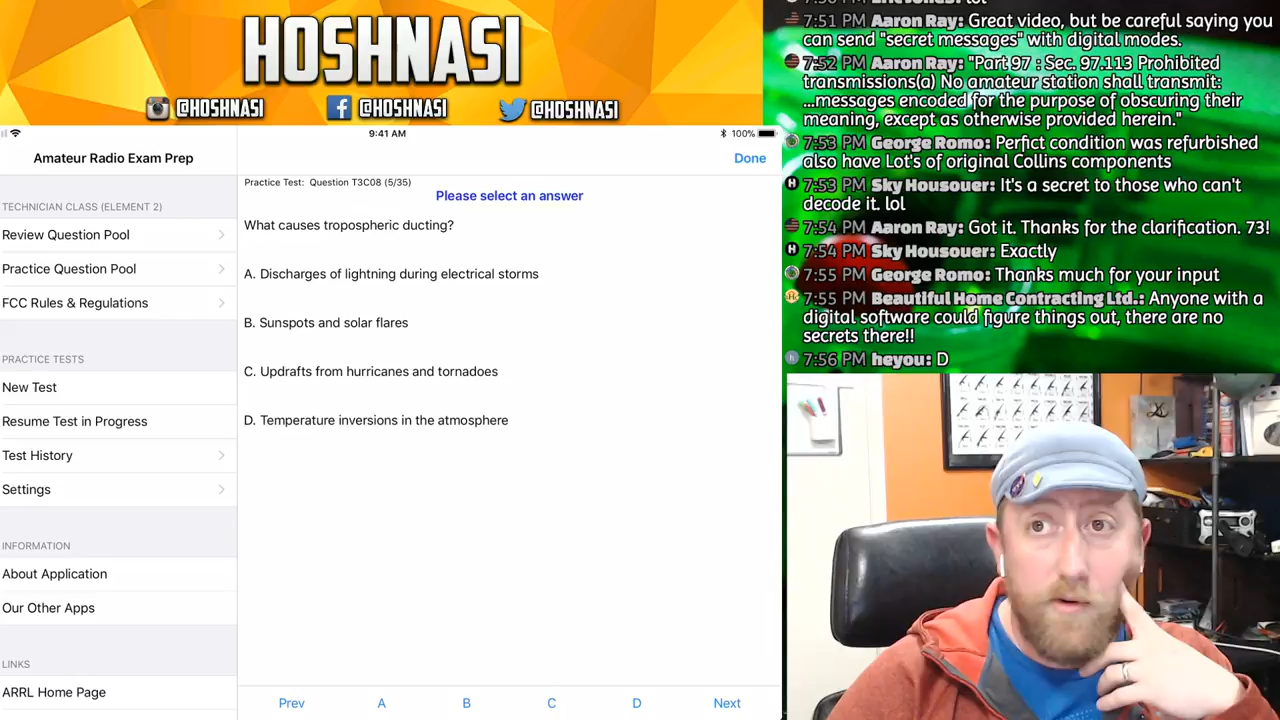 HOSHNASI
@HOSHNASI
@HOSHNASI
@HOSHNASI
9:41 AM
100%
Amateur Radio Exam Prep
Done
TECHNICIAN CLASS (ELEMENT 2)
Review Question Pool
Practice Question Pool
FCC Rules & Regulations
PRACTICE TESTS
New Test
Resume Test in Progress
Test History
Settings
INFORMATION
About Application
Our Other Apps
LINKS
ARRL Home Page
Practice Test: Question T3C08 (5/35)
Please select an answer
What causes tropospheric ducting?
A. Discharges of lightning during electrical storms
B. Sunspots and solar flares
C. Updrafts from hurricanes and tornadoes
D. Temperature inversions in the atmosphere
Prev
A
B
C
D
Next
7:51 PM Aaron Ray: Great video, but be careful saying you
can send "secret messages" with digital modes.
7:52 PM Aaron Ray: "Part 97 : Sec. 97.113 Prohibited
transmissions(a) No amateur station shall transmit:
...messages encoded for the purpose of obscuring their
meaning, except as otherwise provided herein."
7:53 PM George Romo: Perfict condition was refurbished
also have Lot's of original Collins components
7:53 PM Sky Housouer: It's a secret to those who can't
decode it. lol
7:54 PM Aaron Ray: Got it. Thanks for the clarification. 73!
7:54 PM Sky Housouer: Exactly
7:55 PM George Romo: Thanks much for your input
7:55 PM Beautiful Home Contracting Ltd.: Anyone with a
digital software could figure things out, there are no
secrets there!!
7:56 PM heyou: D